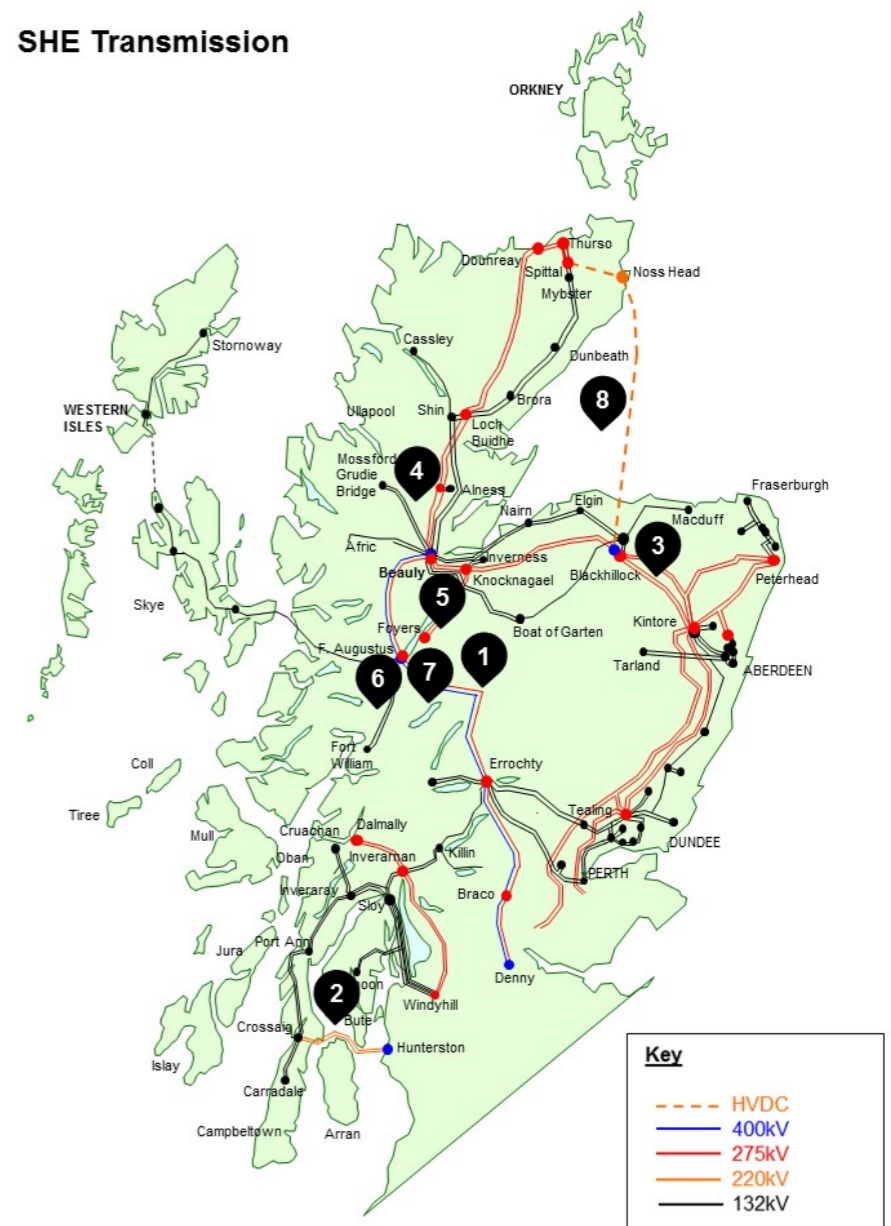 SHE Transmission
ORKNEY
Thurso
Dounreay
Spittal
Noss Head
Mybster
Cassley
Stornoway
Dunbeath
WESTERN
ISLES
Ullapool
Shin
Brora
8
Loch
Buidhe
Mossford
Grudie
Bridge
4
Alness
Fraserburgh
Elgin
Nairn
Macduff
Afric
Inverness
3
Beauly
Knocknagael
Blackhillock
Peterhead
Skye
5
Foyers
Boat of Garten
Kintore
F. Augustus
1
Tarland
ABERDEEN
6
7
Fort
William
Errochty
Coll
Tiree
Mull
Cruachan
Dalmally
Tealing
Oban
Killin
DUNDEE
Inverarnan
PERTH
Inveraray
Sloy
Braco
Port Ann
Jura
Denny
2
oon
Windyhill
Bute
Crossaig
Hunterston
Islay
Carradale
Campbeltown
Arran
Key
HVDC
400kV
275kV
220kV
132kV